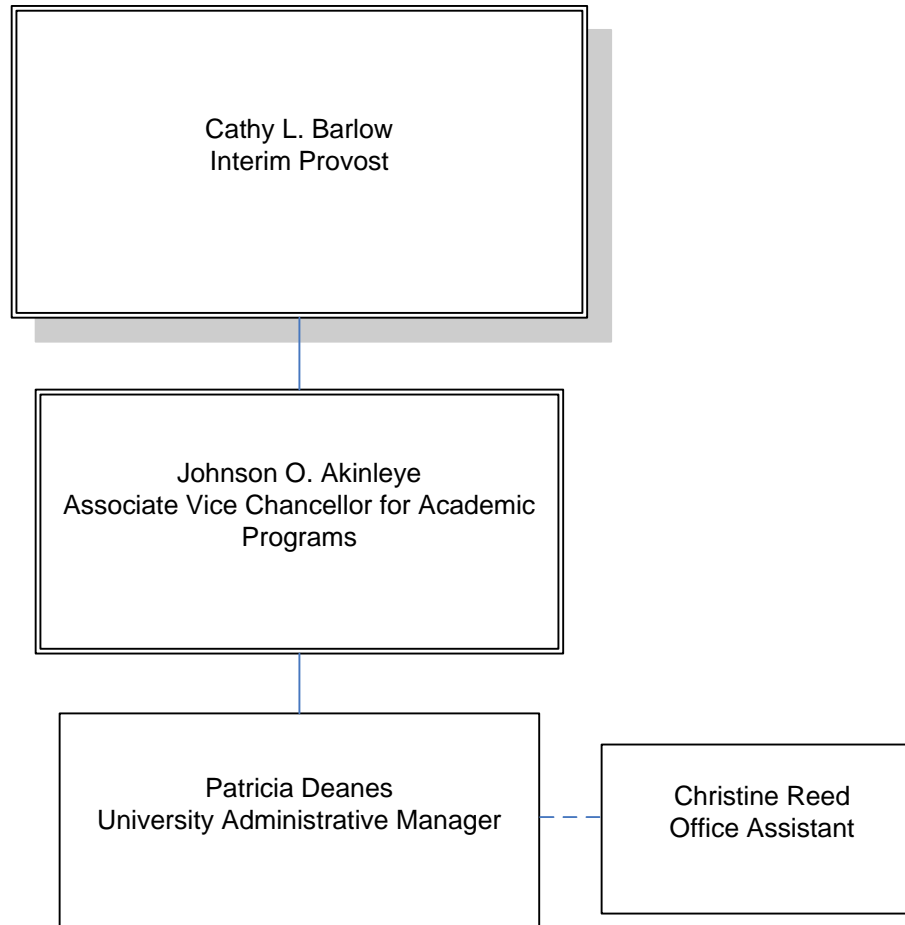 Cathy L. Barlow
Interim Provost
Johnson O. Akinleye
Associate Vice Chancellor for Academic
Programs
Patricia Deanes
University Administrative Manager
Christine Reed
Office Assistant